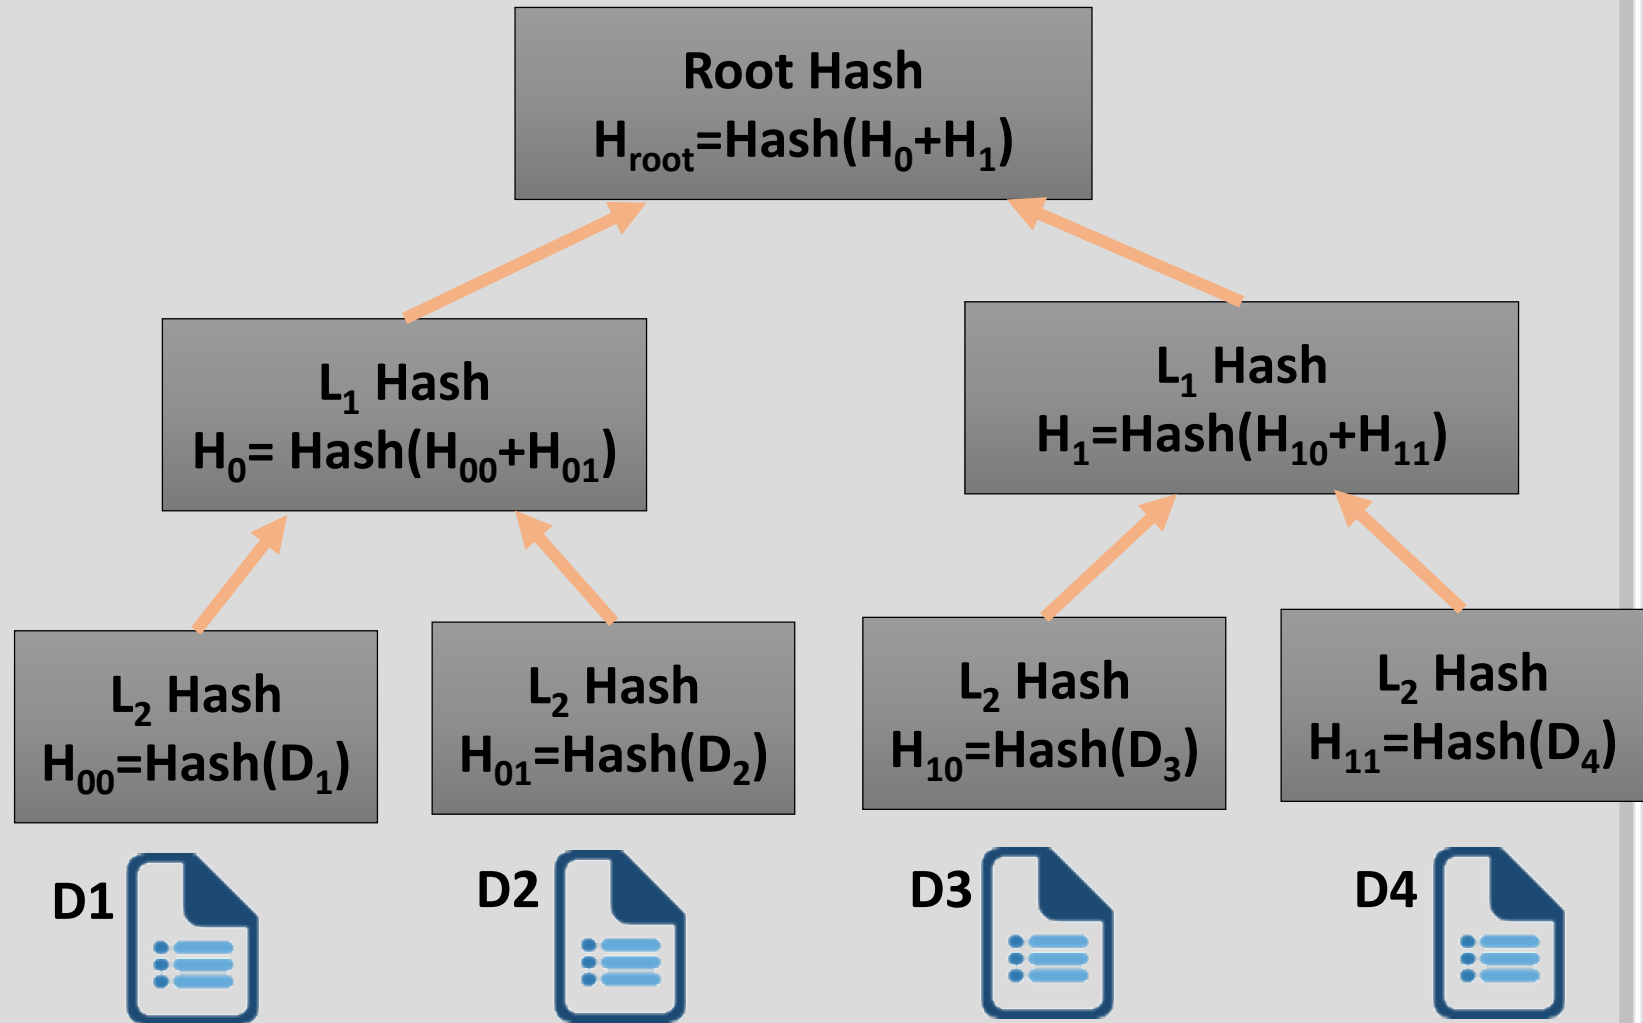 Root Hash
Hroot=Hash(H0+H1)
L1 Hash
H0= Hash(H00+H01)
L1 Hash
H1=Hash(H10+H11)
L2 Hash
H00=Hash(D1)
L2 Hash
H01=Hash(D2)
L2 Hash
H10=Hash(D3)
L2 Hash
H11=Hash(D4)
D1
D2
D3
D4